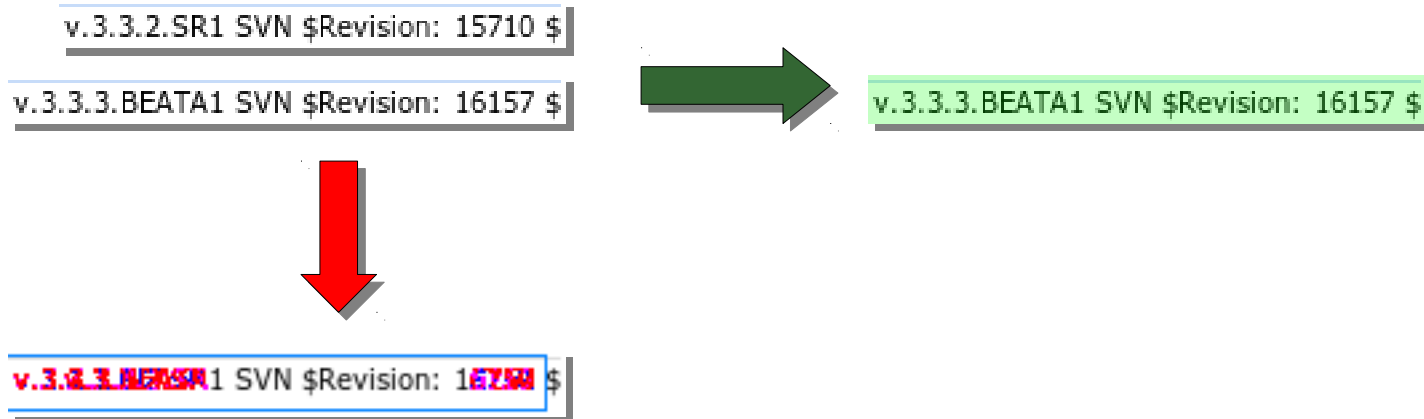 v.3.3.2.SR1 SVN $Revision: 15710 $
v.3.3.3.BEATA1 SVN $Revision: 16157 $
v.3.3.3.BEATA1 SVN $Revision: 16157 $
SVN $Revision: $